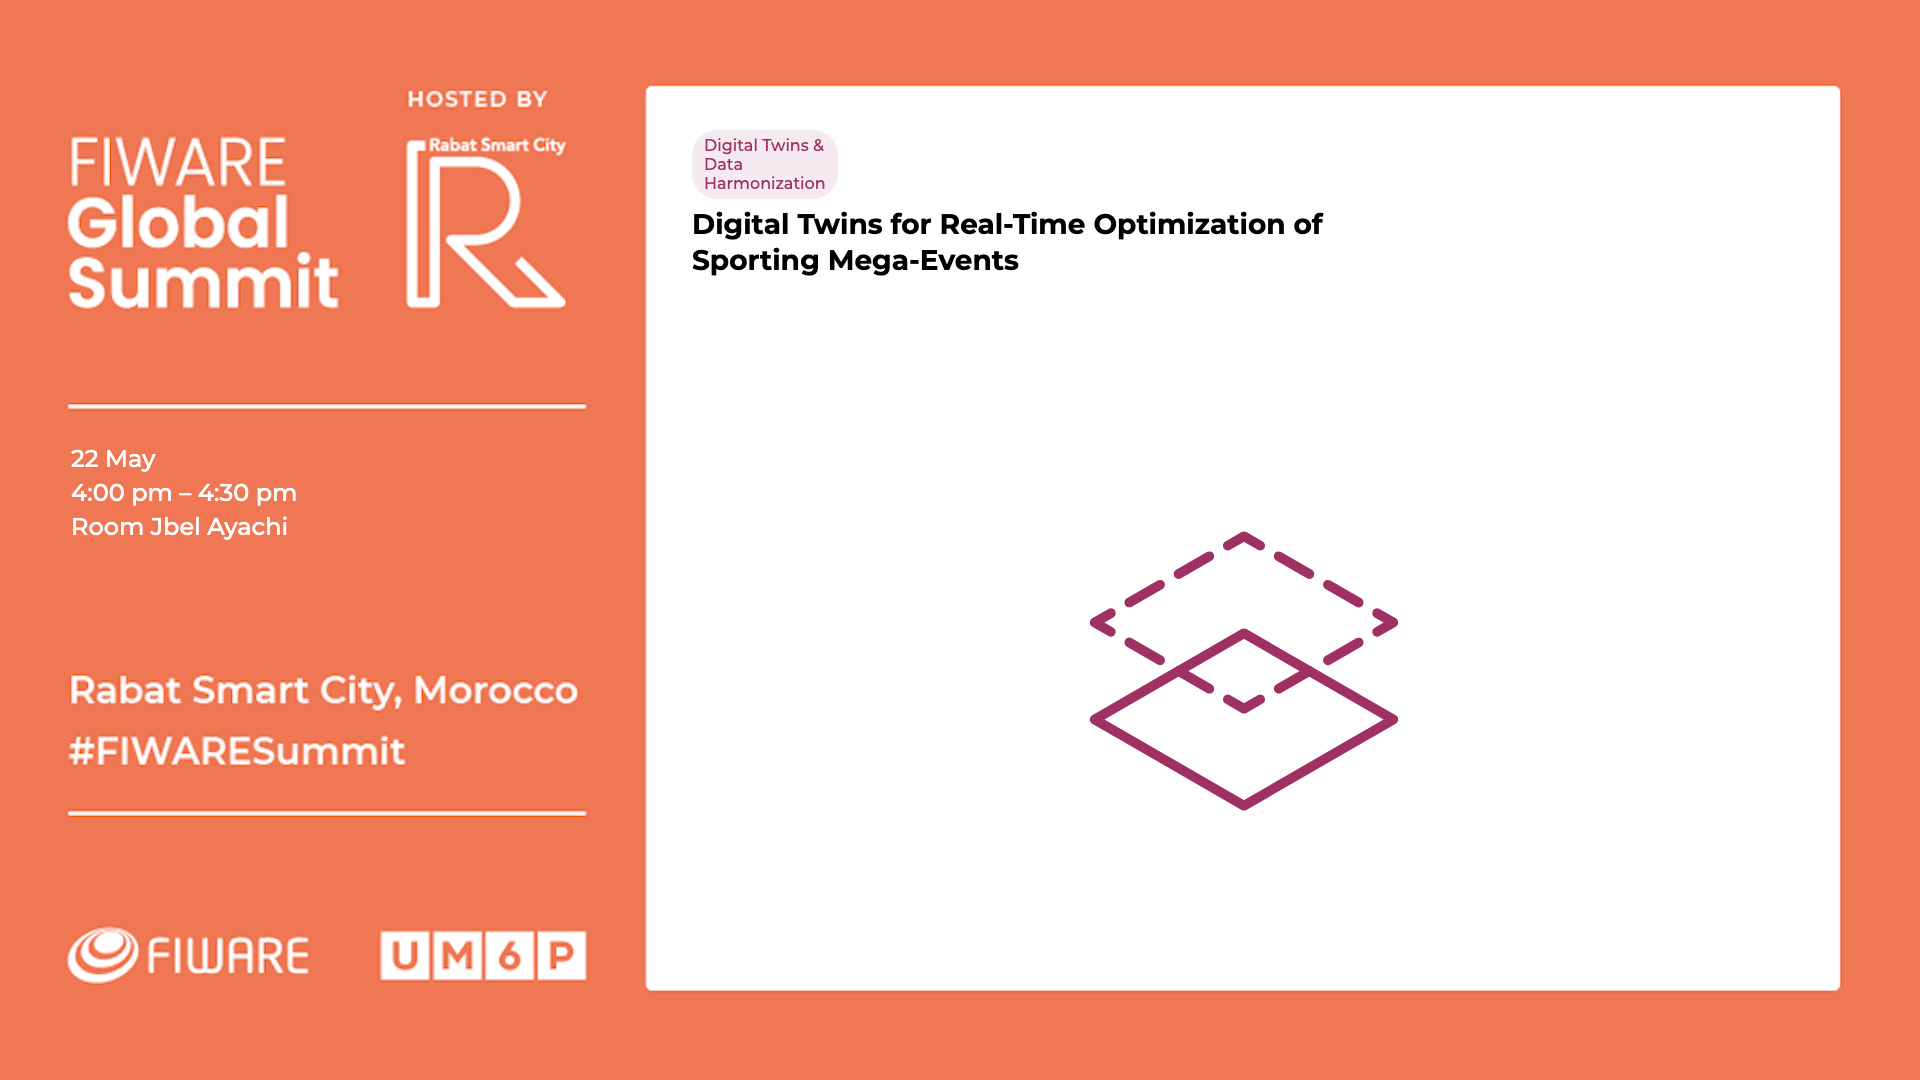 HOSTED BY
FIWARE
Global
Summit
Rabat Smart City
22 May
4:00 pm – 4:30 pm
Room Jbel Ayachi
Rabat Smart City, Morocco
#FIWARESummit
FIWARE
UM6P
Digital Twins &
Data
Harmonization
Digital Twins for Real-Time Optimization of
Sporting Mega-Events